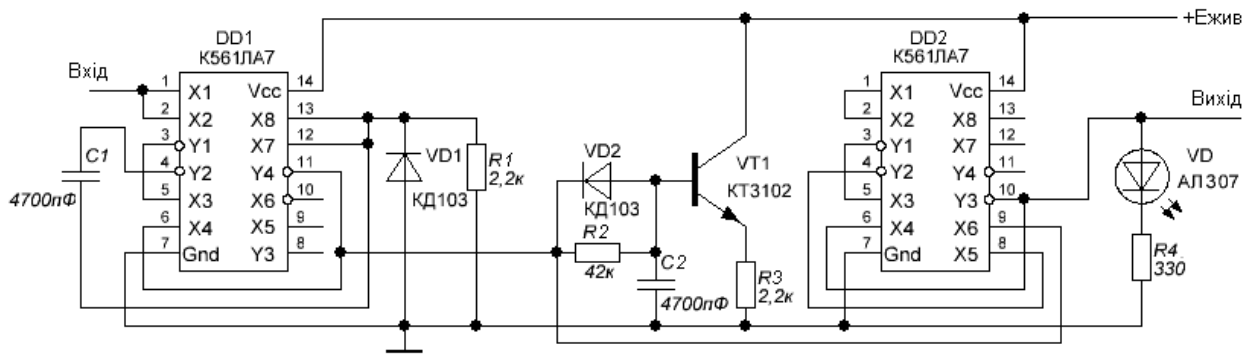 +Ежив
DD1
К561ЛА7
DD2
К561ЛА7
Вхід
Вихід
1 X1 Vcc 14
2 X2 X8 13
3 Y1 X7 12
4 Y2 Y4 11
5 X3 X6 10
6 X4 X5 9
7 Gnd Y3 8
C1
4700пФ
VD1
КД103
R1
2,2к
VD2
КД103
R2
42к
C2
4700пФ
VT1
КТ3102
R3
2,2к
1 X1 Vcc 14
2 X2 X8 13
3 Y1 X7 12
4 Y2 Y4 11
5 X3 Y3 10
6 X4 X6 9
7 Gnd X5 8
VD
АЛ307
R4
330